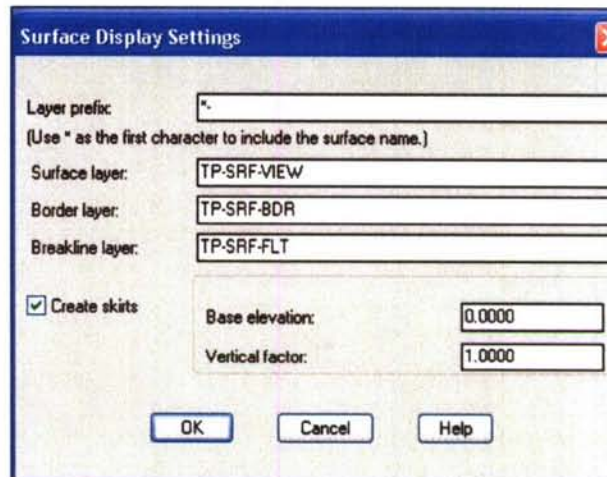 Surface Display Settings
Layer prefix: *-
(Use * as the first character to include the surface name.)
Surface layer: TP-SRF-VIEW
Border layer: TP-SRF-BDR
Breakline layer: TP-SRF-FLT
Create skirts
Base elevation: 0.0000
Vertical factor: 1.0000
OK Cancel Help